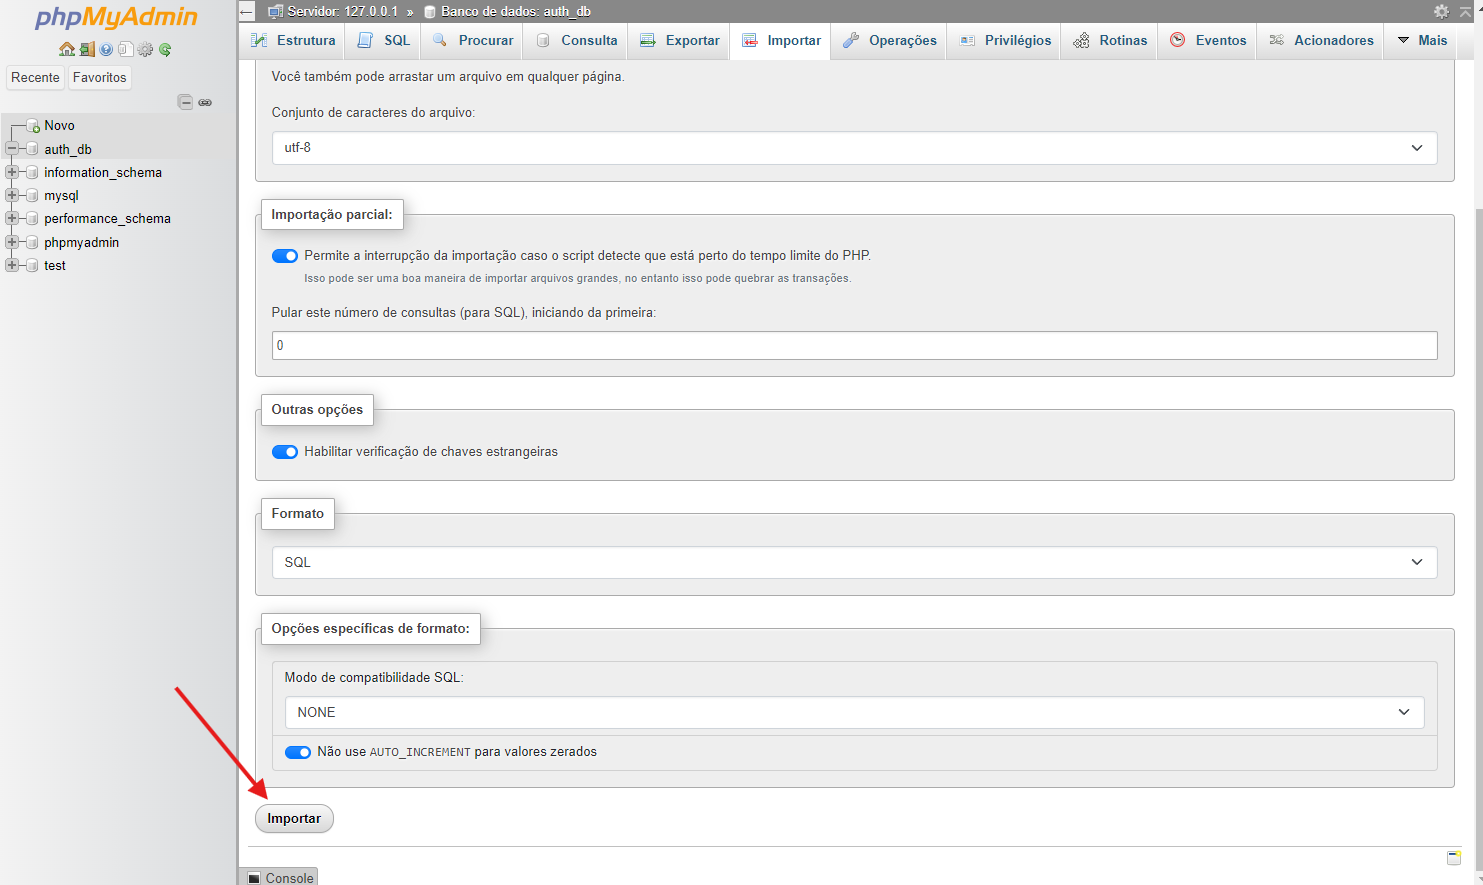 phpMyAdmin
Recente Favoritos
Novo
auth_db
information_schema
mysql
performance_schema
phpmyadmin
test
Servidor: 127.0.0.1 » Banco de dados: auth_db
Estrutura SQL Procurar Consulta Exportar Importar Operações Privilégios Rotinas Eventos Acionadores Mais
Você também pode arrastar um arquivo em qualquer página.
Conjunto de caracteres do arquivo:
utf-8
Importação parcial:
Permite a interrupção da importação caso o script detecte que está perto do tempo limite do PHP.
Isso pode ser uma boa maneira de importar arquivos grandes, no entanto isso pode quebrar as transações.
Pular este número de consultas (para SQL), iniciando da primeira:
0
Outras opções
Habilitar verificação de chaves estrangeiras
Formato
SQL
Opções específicas de formato:
Modo de compatibilidade SQL:
NONE
Não use AUTO_INCREMENT para valores zerados
Importar
Console